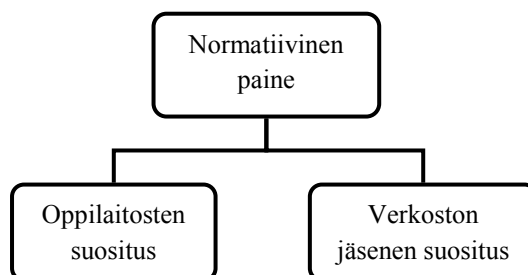 Normatiivinen
paine
Oppilaitosten
suositus
Verkoston
jäsenen suositus